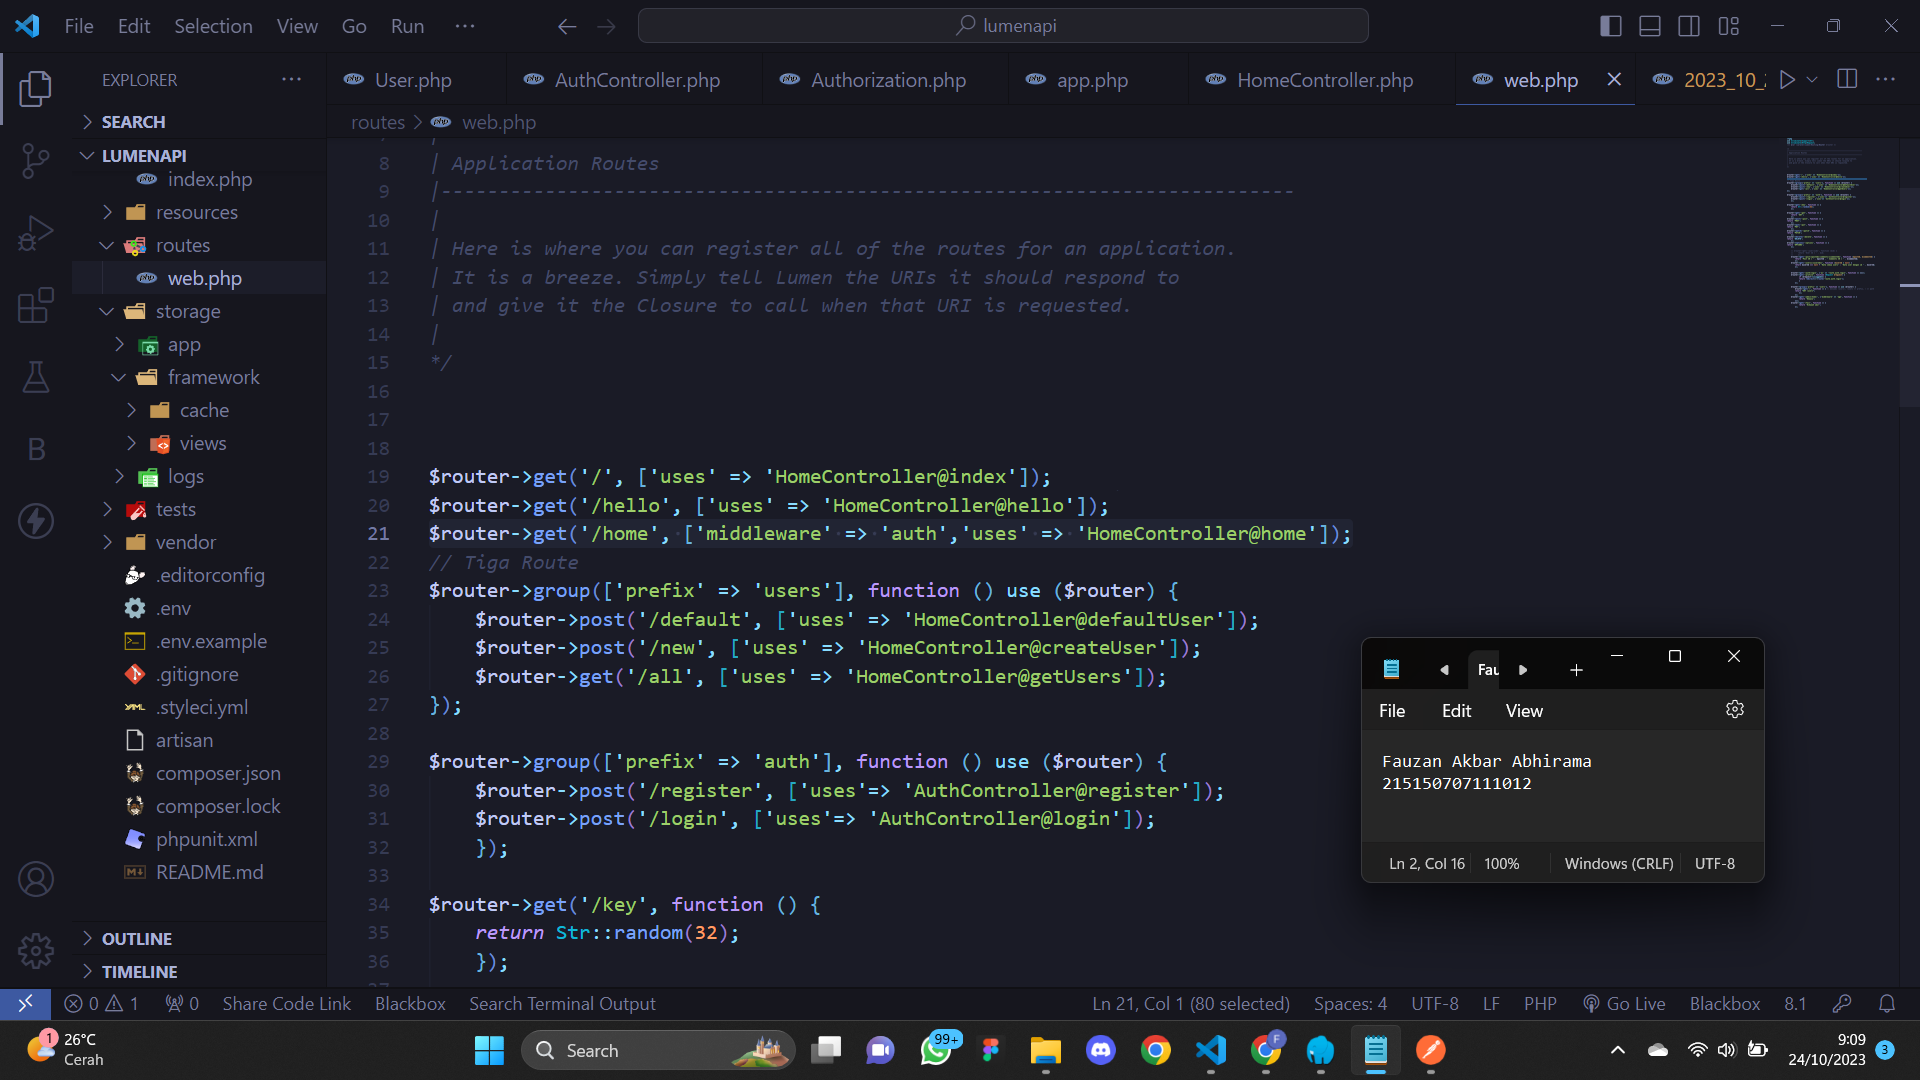 File Edit Selection View Go Run ···
lumenapi
EXPLORER
SEARCH
LUMENAPI
index.php
resources
routes
web.php
storage
app
framework
cache
views
logs
tests
vendor
.editorconfig
.env
.env.example
.gitignore
.styleci.yml
artisan
composer.json
composer.lock
phpunit.xml
README.md
OUTLINE
TIMELINE
User.php AuthController.php Authorization.php app.php HomeController.php web.php 2023_10_
routes > web.php
8 | Application Routes
9 |--------------------------------------------------------------------------
10 |
11 | Here is where you can register all of the routes for an application.
12 | It is a breeze. Simply tell Lumen the URIs it should respond to
13 | and give it the Closure to call when that URI is requested.
14 |
15 */
16
17
18
19 $router->get('/', ['uses' => 'HomeController@index']);
20 $router->get('/hello', ['uses' => 'HomeController@hello']);
21 $router->get('/home', ['middleware' => 'auth','uses' => 'HomeController@home']);
22 // Tiga Route
23 $router->group(['prefix' => 'users'], function () use ($router) {
24 $router->post('/default', ['uses' => 'HomeController@defaultUser']);
25 $router->post('/new', ['uses' => 'HomeController@createUser']);
26 $router->get('/all', ['uses' => 'HomeController@getUsers']);
27 });
28
29 $router->group(['prefix' => 'auth'], function () use ($router) {
30 $router->post('/register', ['uses'=> 'AuthController@register']);
31 $router->post('/login', ['uses'=> 'AuthController@login']);
32 });
33
34 $router->get('/key', function () {
35 return Str::random(32);
36 });
Fau
File Edit View
Fauzan Akbar Abhirama
215150707111012
Ln 2, Col 16 100% Windows (CRLF) UTF-8
0 1 0 Share Code Link Blackbox Search Terminal Output Ln 21, Col 1 (80 selected) Spaces: 4 UTF-8 LF PHP Go Live Blackbox 8.1
1 26°C
Cerah
Search
99+
F
9:09
24/10/2023
3